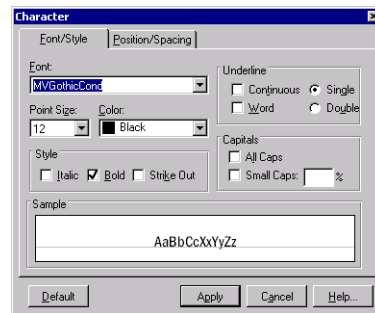 Character
Font/Style Position/Spacing
Font:
MVGothicCond
Point Size: Color:
12 Black
Style
Italic Bold Strike Out
Underline
Continuous Single
Word Double
Capitals
All Caps
Small Caps: %
Sample
AaBbCcXxYyZz
Default Apply Cancel Help...